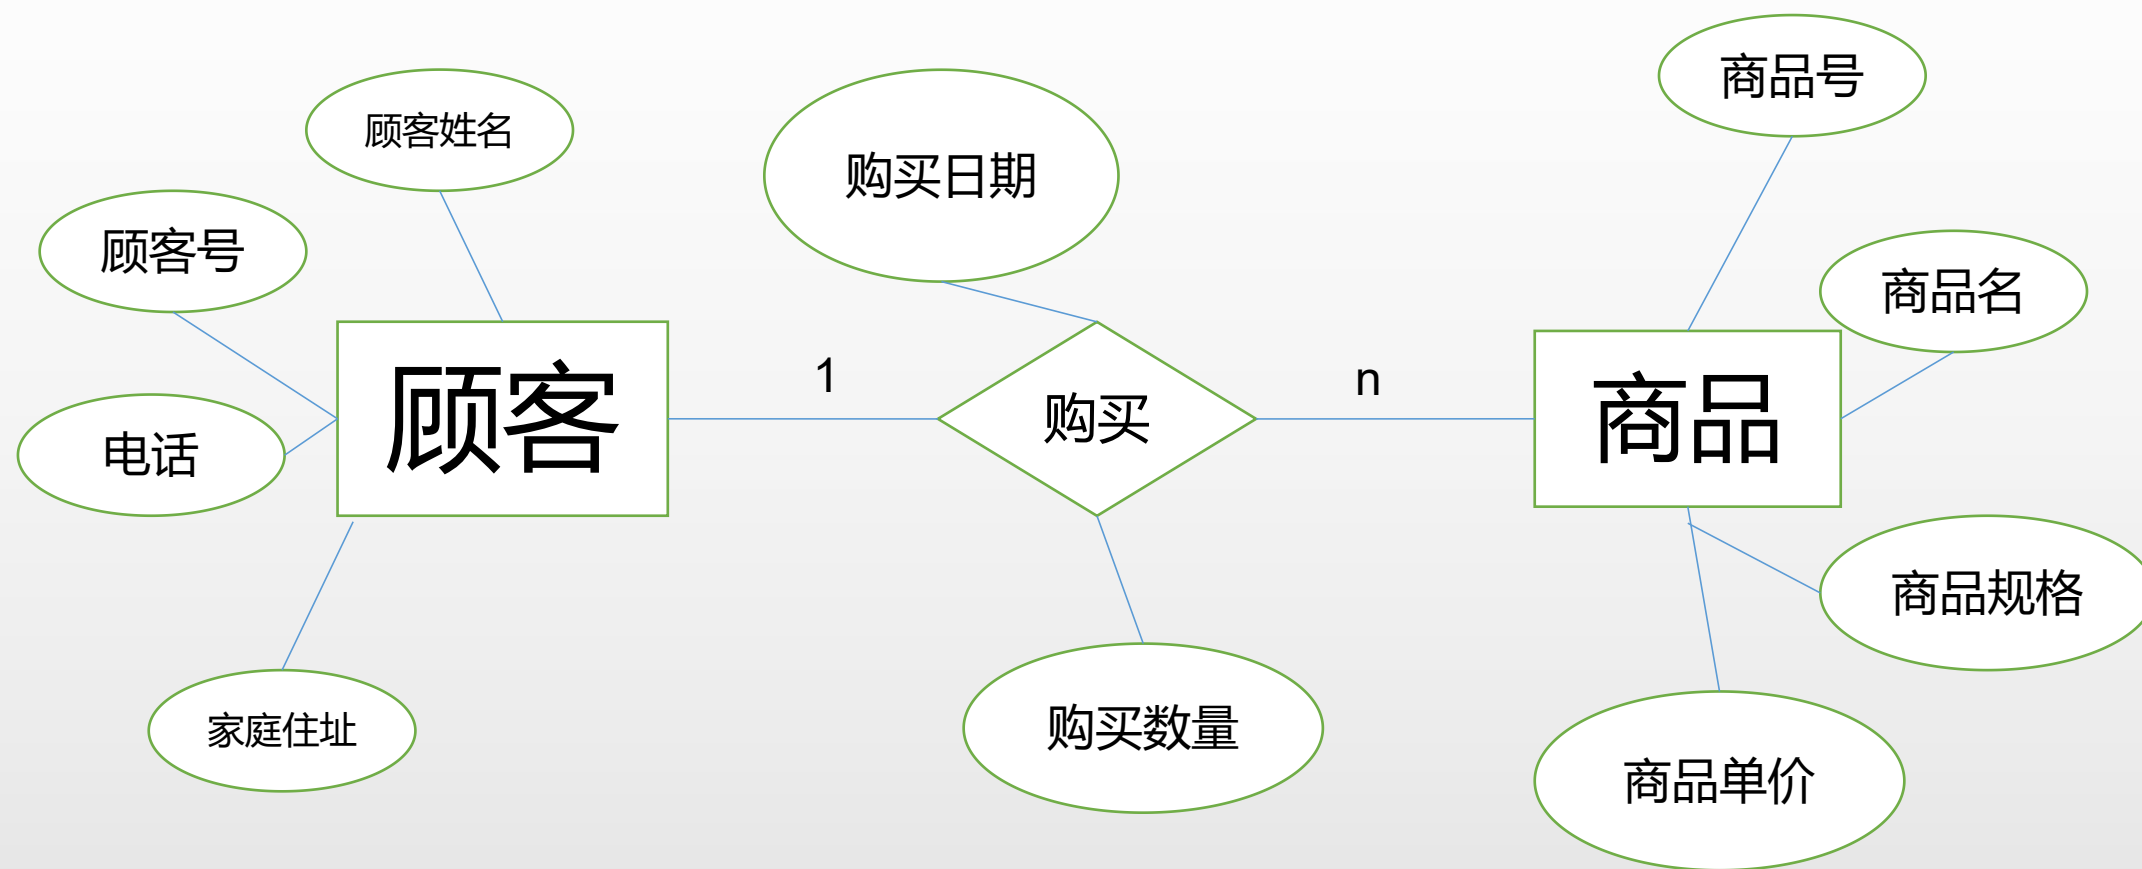 商品号
顾客姓名
购买日期
顾客号
商品名
顾客
1
购买
n
商品
电话
商品规格
家庭住址
购买数量
商品单价